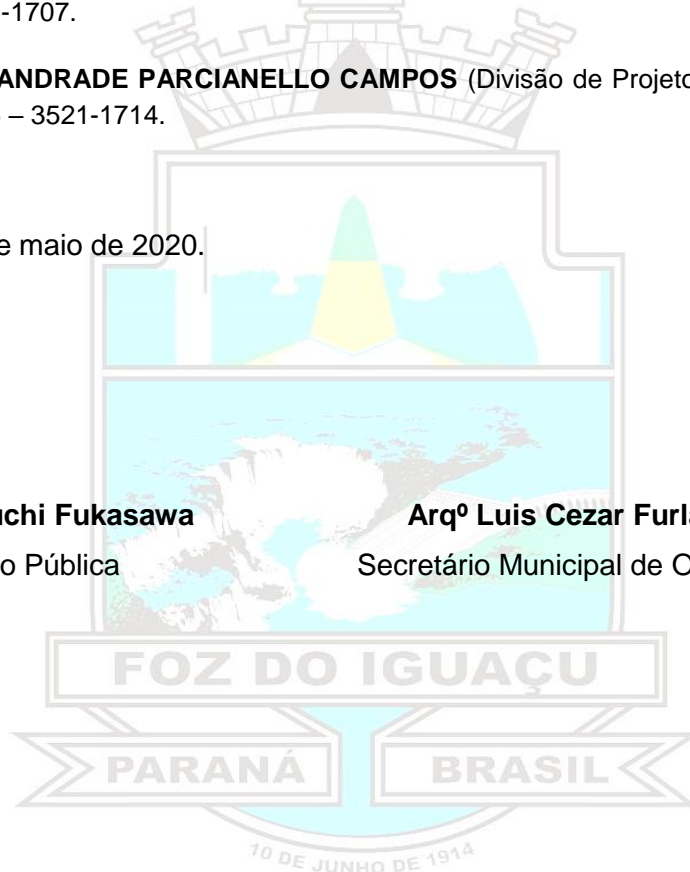 -1707.
ANDRADE PARCIANELLO CAMPOS (Divisão de Projeto
– 3521-1714.
e maio de 2020.
uchi Fukasawa
Arqº Luis Cezar Furla
o Pública
Secretário Municipal de O
FOZ DO IGUAÇU
PARANÁ
BRASIL
10 DE JUNHO DE 1914